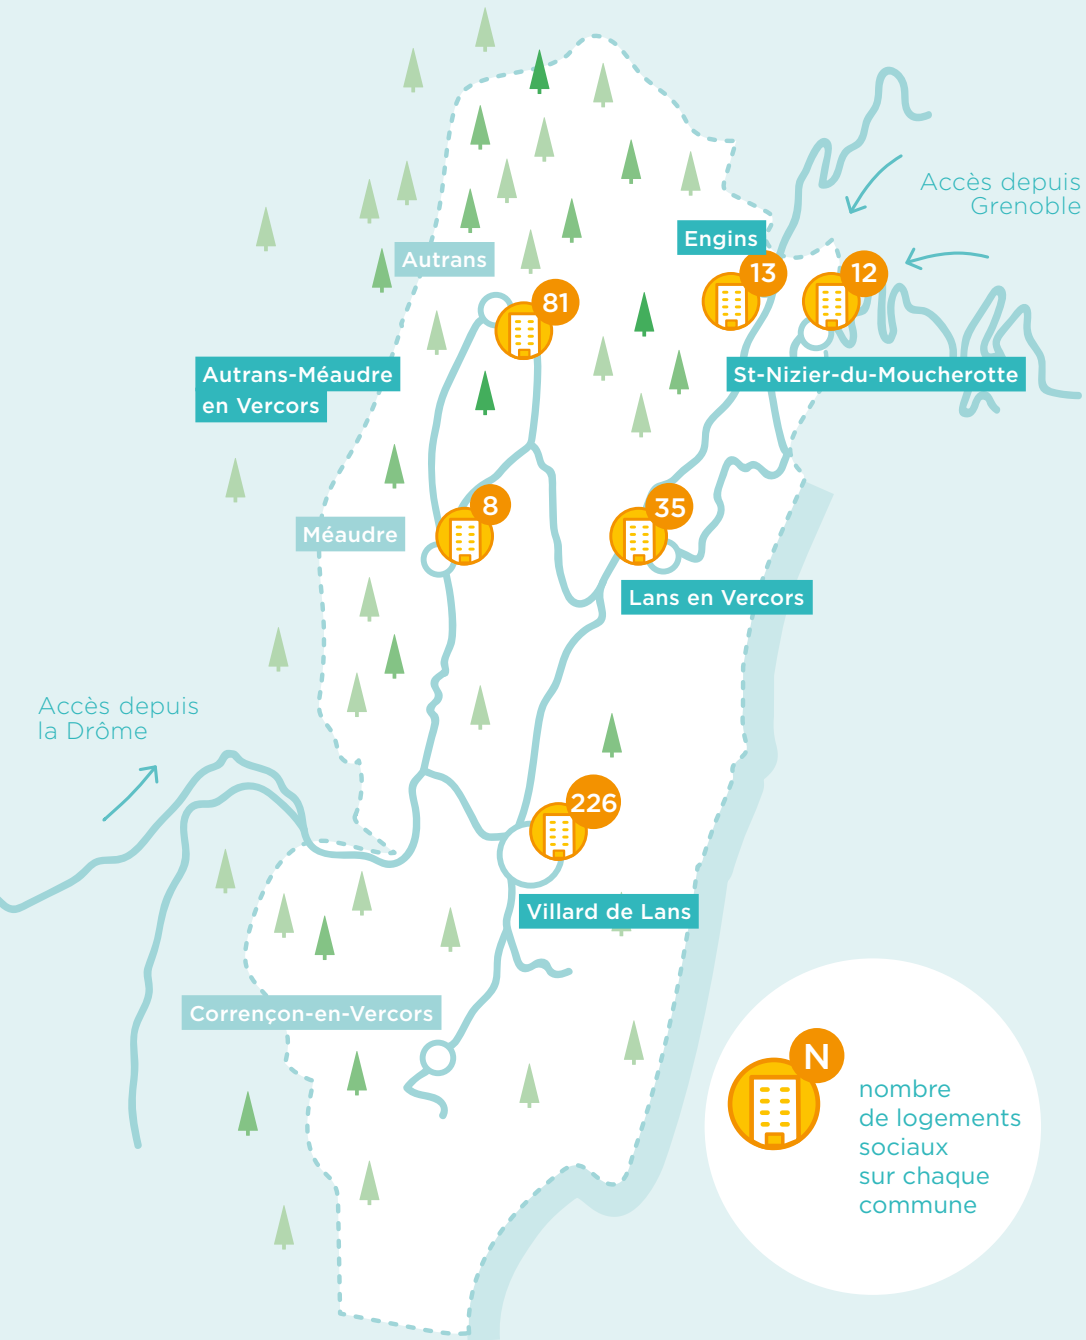 Accès depuis
Grenoble
Engins
13
12
Autrans
81
Autrans-Méaudre
en Vercors
St-Nizier-du-Moucherotte
8
35
Méaudre
Lans en Vercors
Accès depuis
la Drôme
226
Villard de Lans
Corrençon-en-Vercors
N
nombre
de logements
sociaux
sur chaque
commune